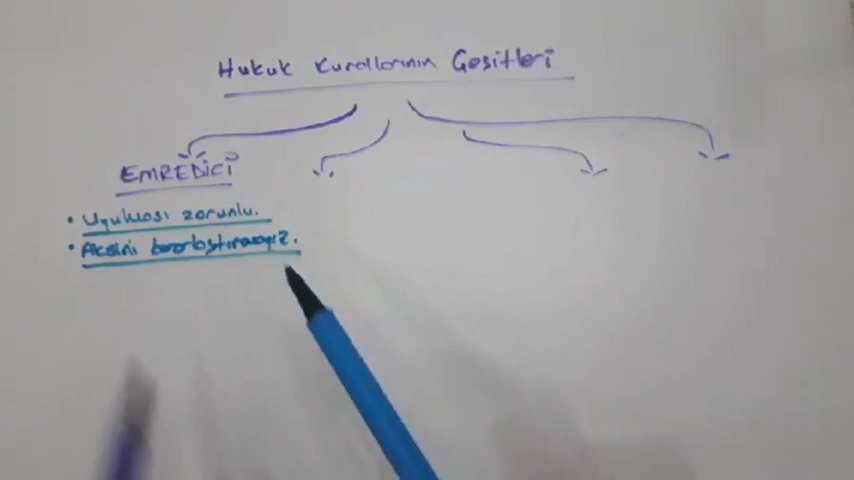 Hukuk Kurallarının Çeşitleri
EMREDİCİ
• Uyulması zorunlu.
• Aksini kararlaştıramayız.